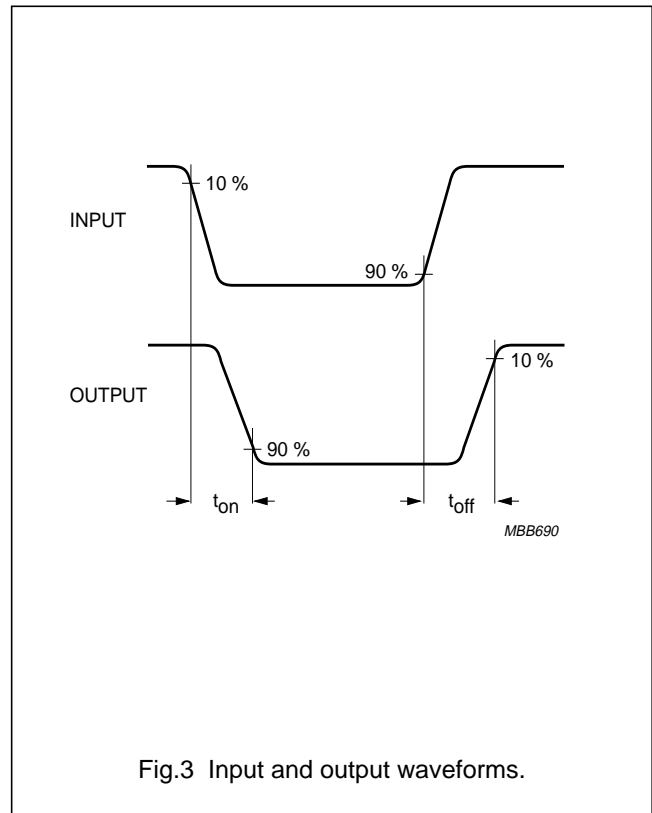 10 %
INPUT
90 %
10 %
OUTPUT
90 %
ton
toff
MBB690
Fig.3 Input and output waveforms.